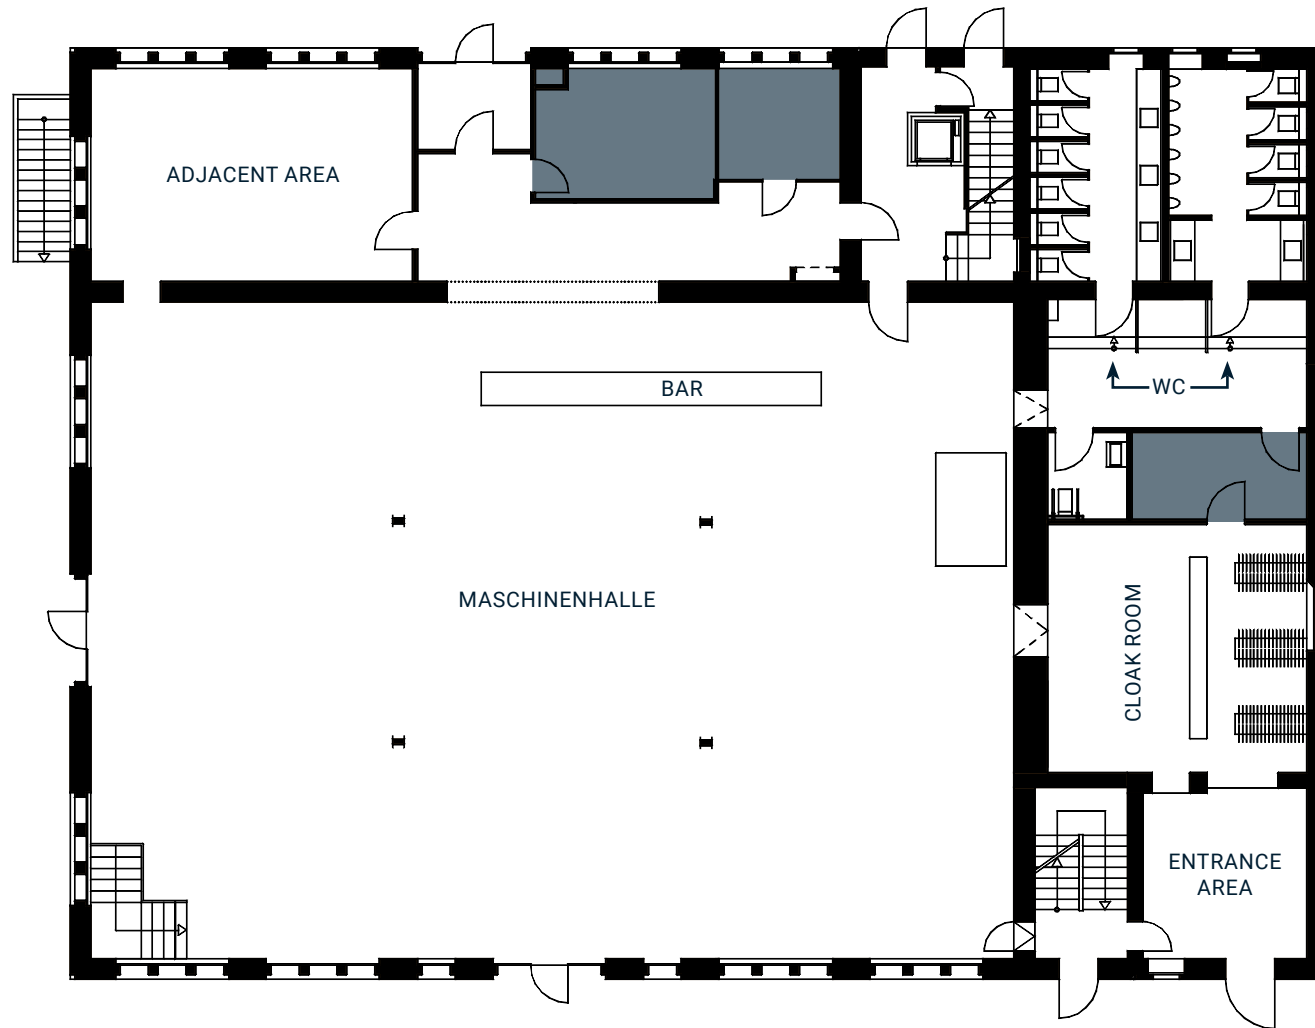 ADJACENT AREA
BAR
WC
MASCHINENHALLE
CLOAK ROOM
ENTRANCE
AREA